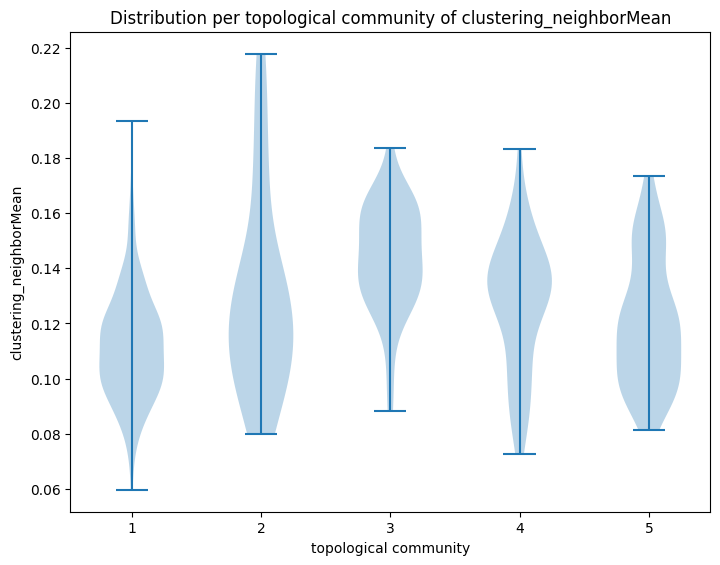 Distribution per topological community of clustering_neighborMean
clustering_neighborMean
0.22
0.20
0.18
0.16
0.14
0.12
0.10
0.08
0.06
1 2 3 4 5
topological community